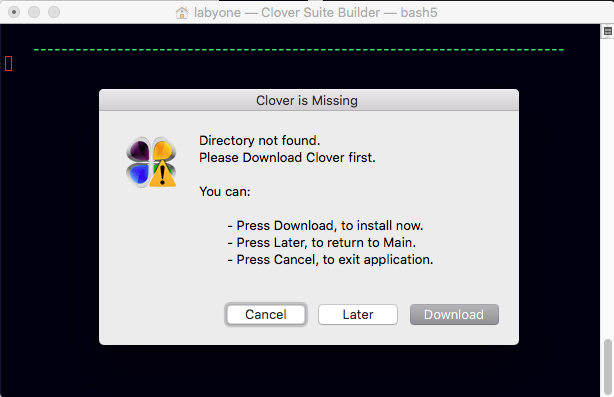 labyone — Clover Suite Builder — bash5
--------------------------------------------------------
Clover is Missing
Directory not found.
Please Download Clover first.
You can:
- Press Download, to install now.
- Press Later, to return to Main.
- Press Cancel, to exit application.
Cancel
Later
Download